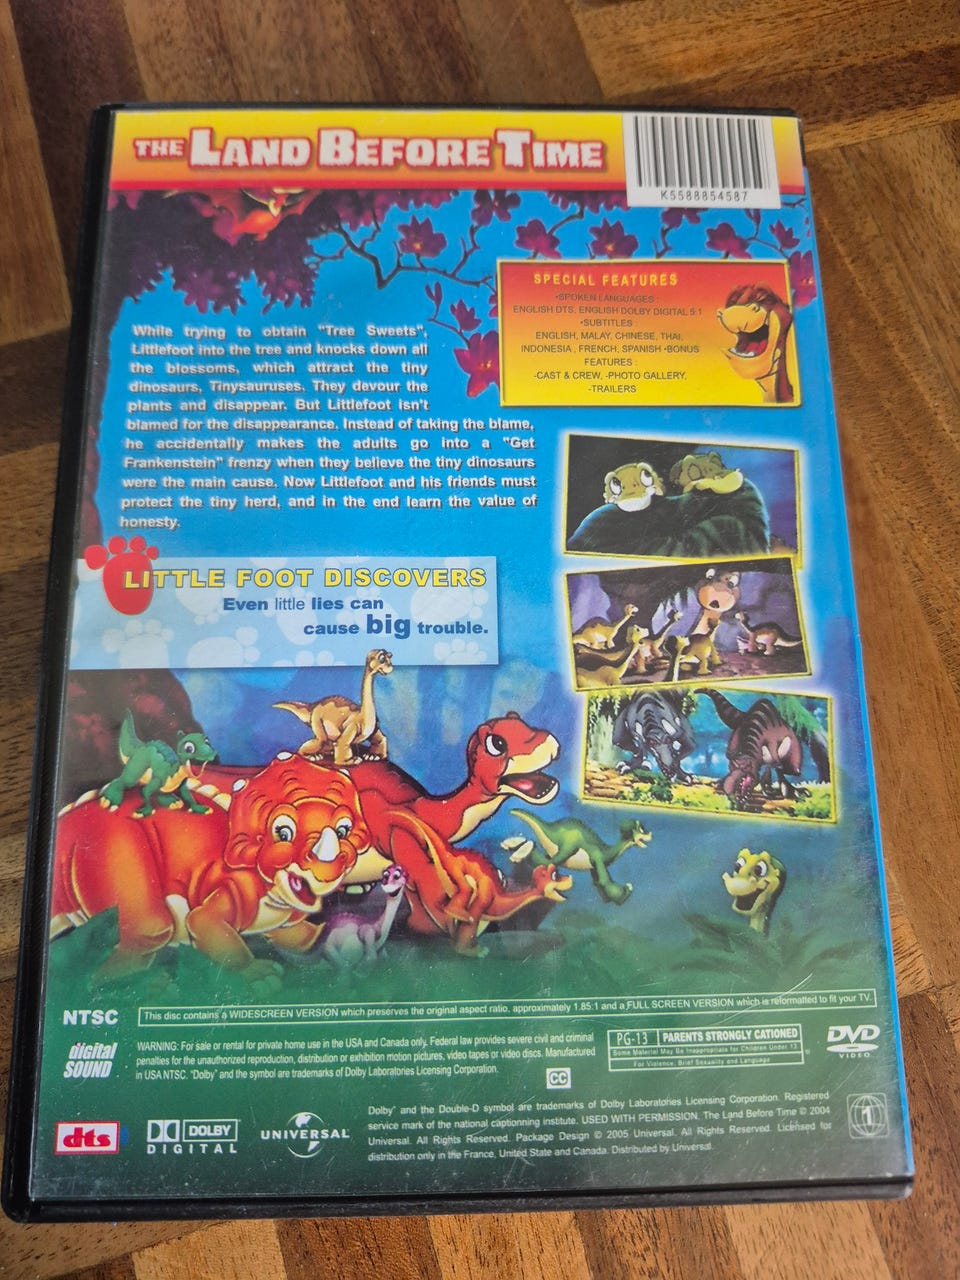 THE LAND BEFORE TIME
K5588854587
SPECIAL FEATURES
•SPOKEN LANGUAGES :
ENGLISH DTS, ENGLISH DOLBY DIGITAL 5:1
•SUBTITLES :
ENGLISH, MALAY, CHINESE, THAI,
INDONESIA , FRENCH, SPANISH •BONUS
FEATURES :
-CAST & CREW, -PHOTO GALLERY,
-TRAILERS
While trying to obtain "Tree Sweets",
Littlefoot into the tree and knocks down all
the blossoms, which attract the tiny
dinosaurs, Tinysauruses. They devour the
plants and disappear. But Littlefoot isn't
blamed for the disappearance. Instead of taking the blame,
he accidentally makes the adults go into a "Get
Frankenstein" frenzy when they believe the tiny dinosaurs
were the main cause. Now Littlefoot and his friends must
protect the tiny herd, and in the end learn the value of
honesty.
LITTLE FOOT DISCOVERS
Even little lies can
cause big trouble.
NTSC
This disc contains a WIDESCREEN VERSION which preserves the original aspect ratio, approximately 1.85:1 and a FULL SCREEN VERSION which is reformatted to fit your TV.
digital
SOUND
WARNING: For sale or rental for private home use in the USA and Canada only. Federal law provides severe civil and criminal
penalties for the unauthorized reproduction, distribution or exhibition motion pictures, video tapes or video discs. Manufactured
in USA NTSC. "Dolby" and the symbol are trademarks of Dolby Laboratories Licensing Corporation.
CC
PG-13 PARENTS STRONGLY CATIONED
Some Material May Be Inappropriate for Children Under 13
For Violence, Brief Sexuality and Language
DVD
VIDEO
dts
DOLBY
DIGITAL
UNIVERSAL
Dolby" and the Double-D symbol are trademarks of Dolby Laboratories Licensing Corporation. Registered
service mark of the national captionning institute. USED WITH PERMISSION. The Land Before Time © 2004
Universal. All Rights Reserved. Package Design © 2005 Universal. All Rights Reserved. Licensed for
distribution only in the France, United State and Canada. Distributed by Universal.
1